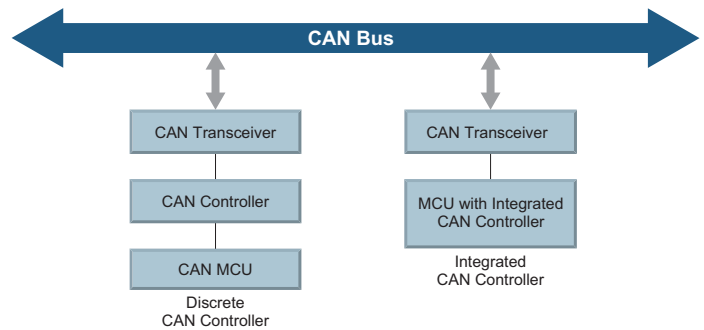 CAN Bus
CAN Transceiver
CAN Controller
CAN MCU
Discrete
CAN Controller
CAN Transceiver
MCU with Integrated
CAN Controller
Integrated
CAN Controller